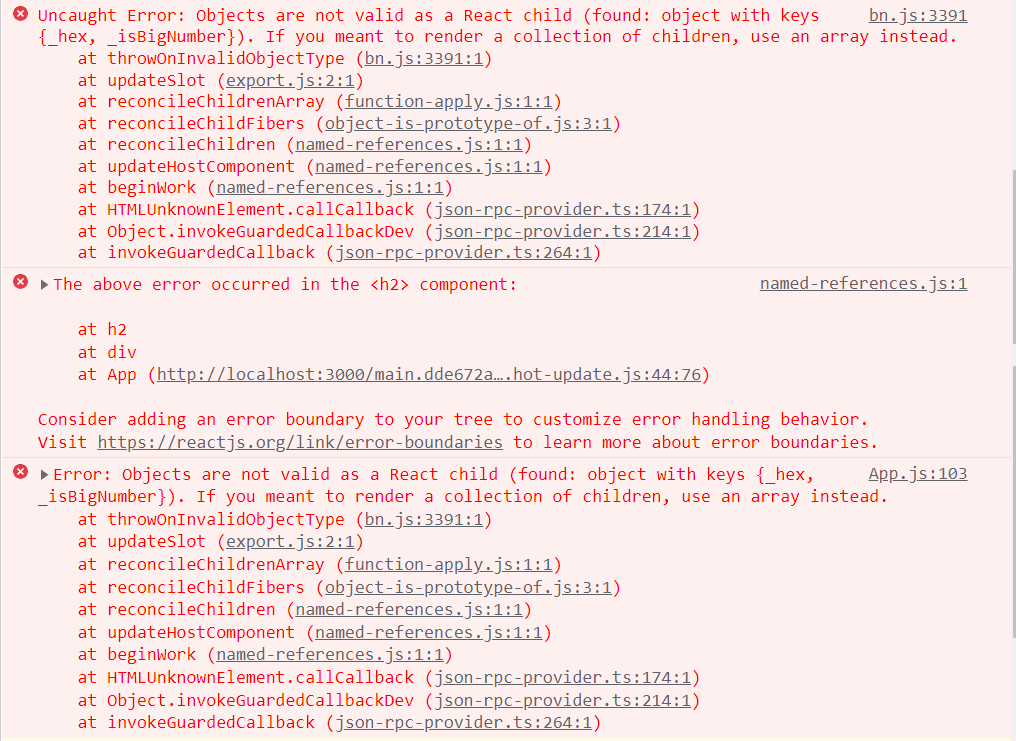 Uncaught Error: Objects are not valid as a React child (found: object with keys bn.js:3391
{_hex, _isBigNumber}). If you meant to render a collection of children, use an array instead.
at throwOnInvalidObjectType (bn.js:3391:1)
at updateSlot (export.js:2:1)
at reconcileChildrenArray (function-apply.js:1:1)
at reconcileChildFibers (object-is-prototype-of.js:3:1)
at reconcileChildren (named-references.js:1:1)
at updateHostComponent (named-references.js:1:1)
at beginWork (named-references.js:1:1)
at HTMLUnknownElement.callCallback (json-rpc-provider.ts:174:1)
at Object.invokeGuardedCallbackDev (json-rpc-provider.ts:214:1)
at invokeGuardedCallback (json-rpc-provider.ts:264:1)
The above error occurred in the <h2> component: named-references.js:1
at h2
at div
at App (http://localhost:3000/main.dde672a….hot-update.js:44:76)
Consider adding an error boundary to your tree to customize error handling behavior.
Visit https://reactjs.org/link/error-boundaries to learn more about error boundaries.
Error: Objects are not valid as a React child (found: object with keys {_hex, App.js:103
_isBigNumber}). If you meant to render a collection of children, use an array instead.
at throwOnInvalidObjectType (bn.js:3391:1)
at updateSlot (export.js:2:1)
at reconcileChildrenArray (function-apply.js:1:1)
at reconcileChildFibers (object-is-prototype-of.js:3:1)
at reconcileChildren (named-references.js:1:1)
at updateHostComponent (named-references.js:1:1)
at beginWork (named-references.js:1:1)
at HTMLUnknownElement.callCallback (json-rpc-provider.ts:174:1)
at Object.invokeGuardedCallbackDev (json-rpc-provider.ts:214:1)
at invokeGuardedCallback (json-rpc-provider.ts:264:1)